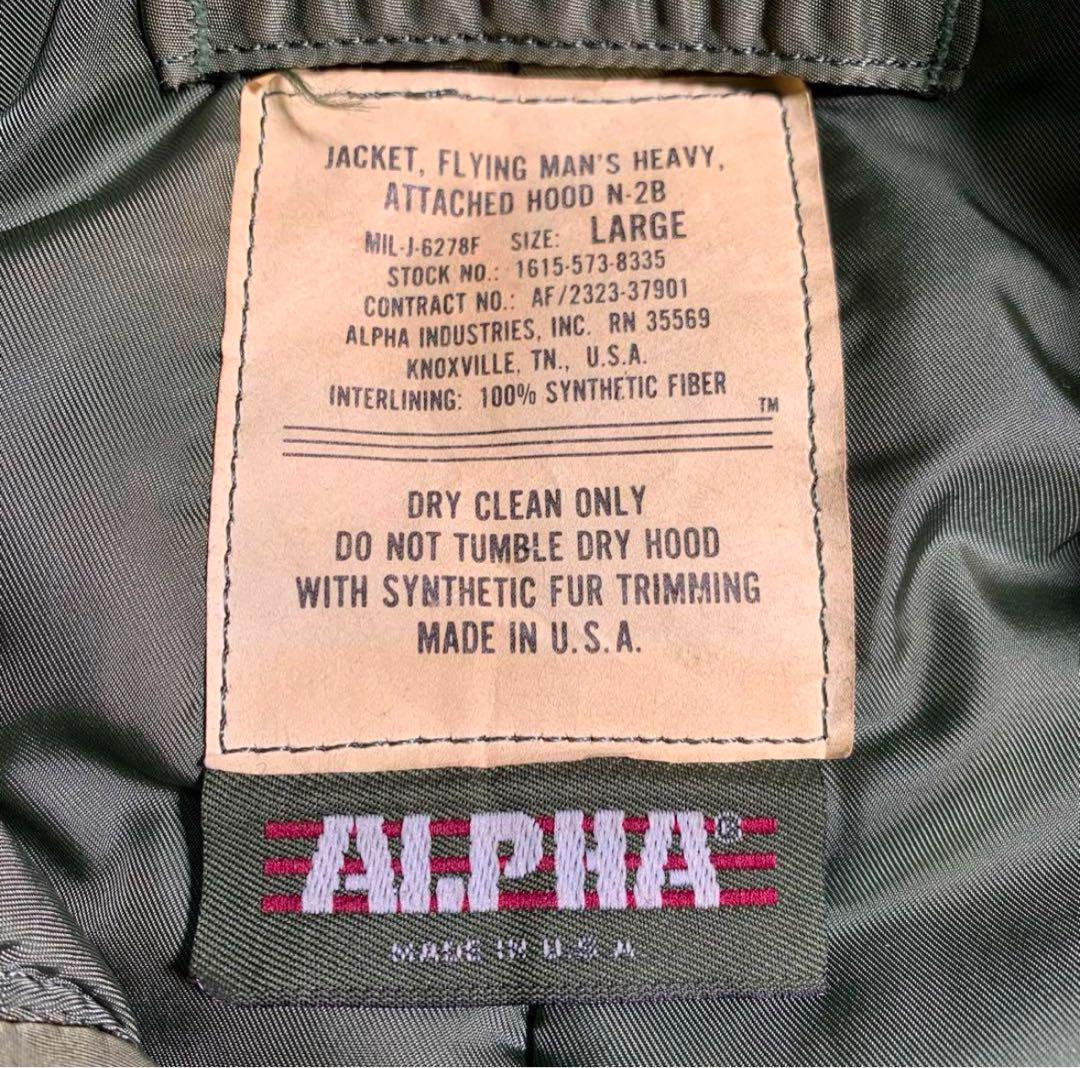 JACKET, FLYING MAN'S HEAVY,
ATTACHED HOOD N-2B
MIL-J-6278F SIZE: LARGE
STOCK NO.: 1615-573-8335
CONTRACT NO.: AF/2323-37901
ALPHA INDUSTRIES, INC. RN 35569
KNOXVILLE, TN., U.S.A.
INTERLINING: 100% SYNTHETIC FIBER
TM
DRY CLEAN ONLY
DO NOT TUMBLE DRY HOOD
WITH SYNTHETIC FUR TRIMMING
MADE IN U.S.A.
ALPHA®
MADE IN U.S.A